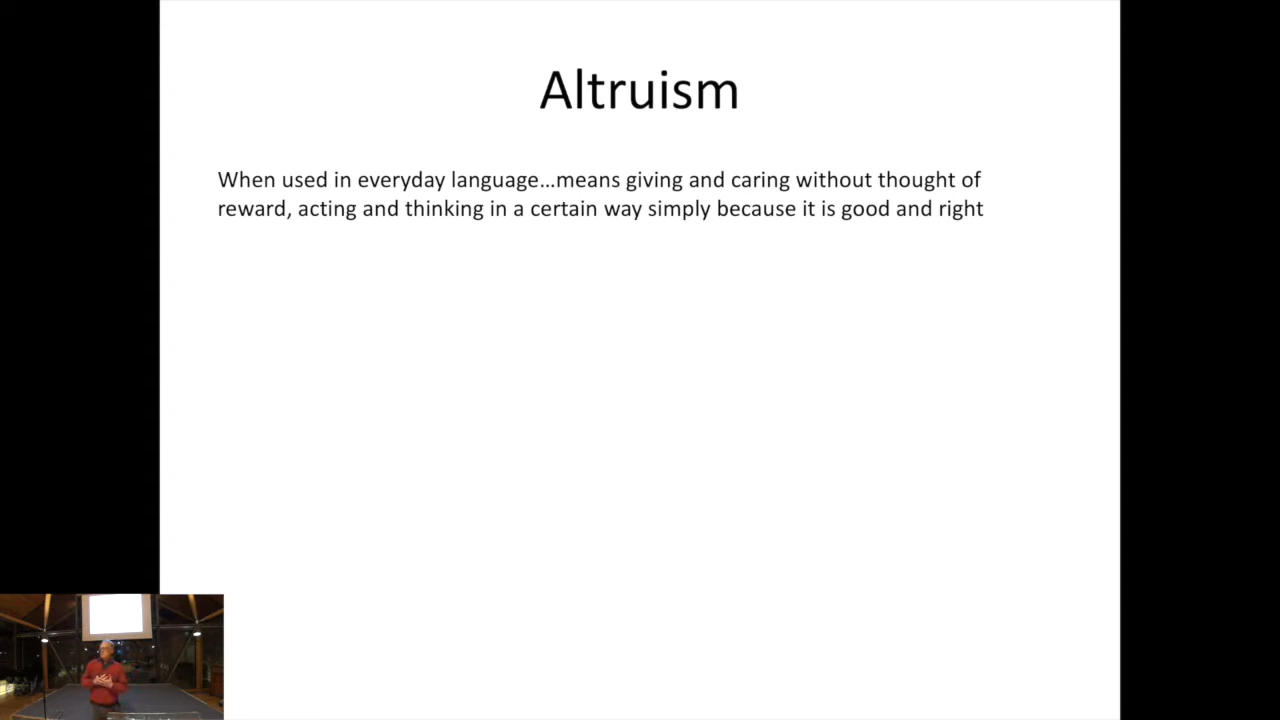 Altruism
When used in everyday language…means giving and caring without thought of
reward, acting and thinking in a certain way simply because it is good and right